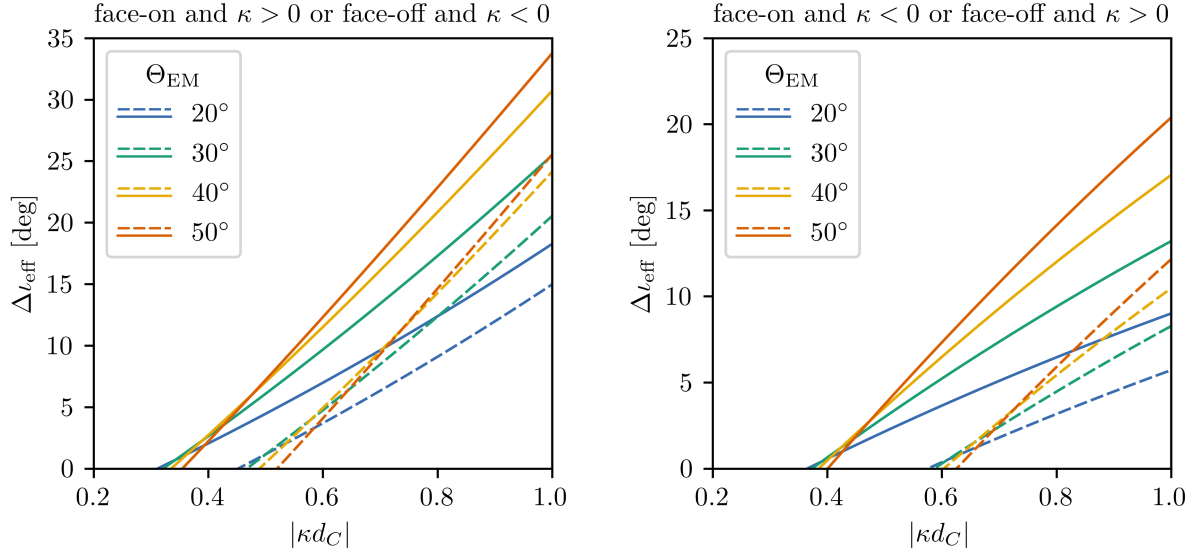 face-on and κ > 0 or face-off and κ < 0
35
30
25
20
15
10
5
0
Δι_eff [deg]
Θ_EM
20°
30°
40°
50°
0.2 0.4 0.6 0.8 1.0
|κd_C|
face-on and κ < 0 or face-off and κ > 0
25
20
15
10
5
0
Δι_eff [deg]
Θ_EM
20°
30°
40°
50°
0.2 0.4 0.6 0.8 1.0
|κd_C|